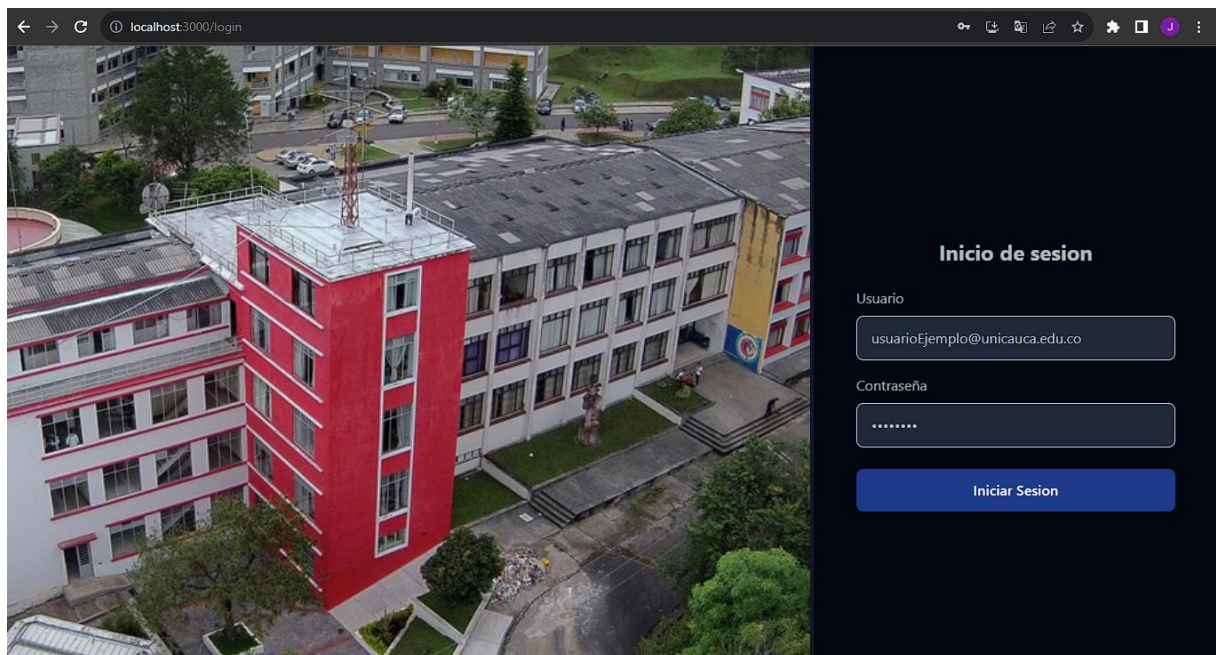 localhost:3000/login
J
Inicio de sesion
Usuario
usuarioEjemplo@unicauca.edu.co
Contraseña
••••••••
Iniciar Sesion